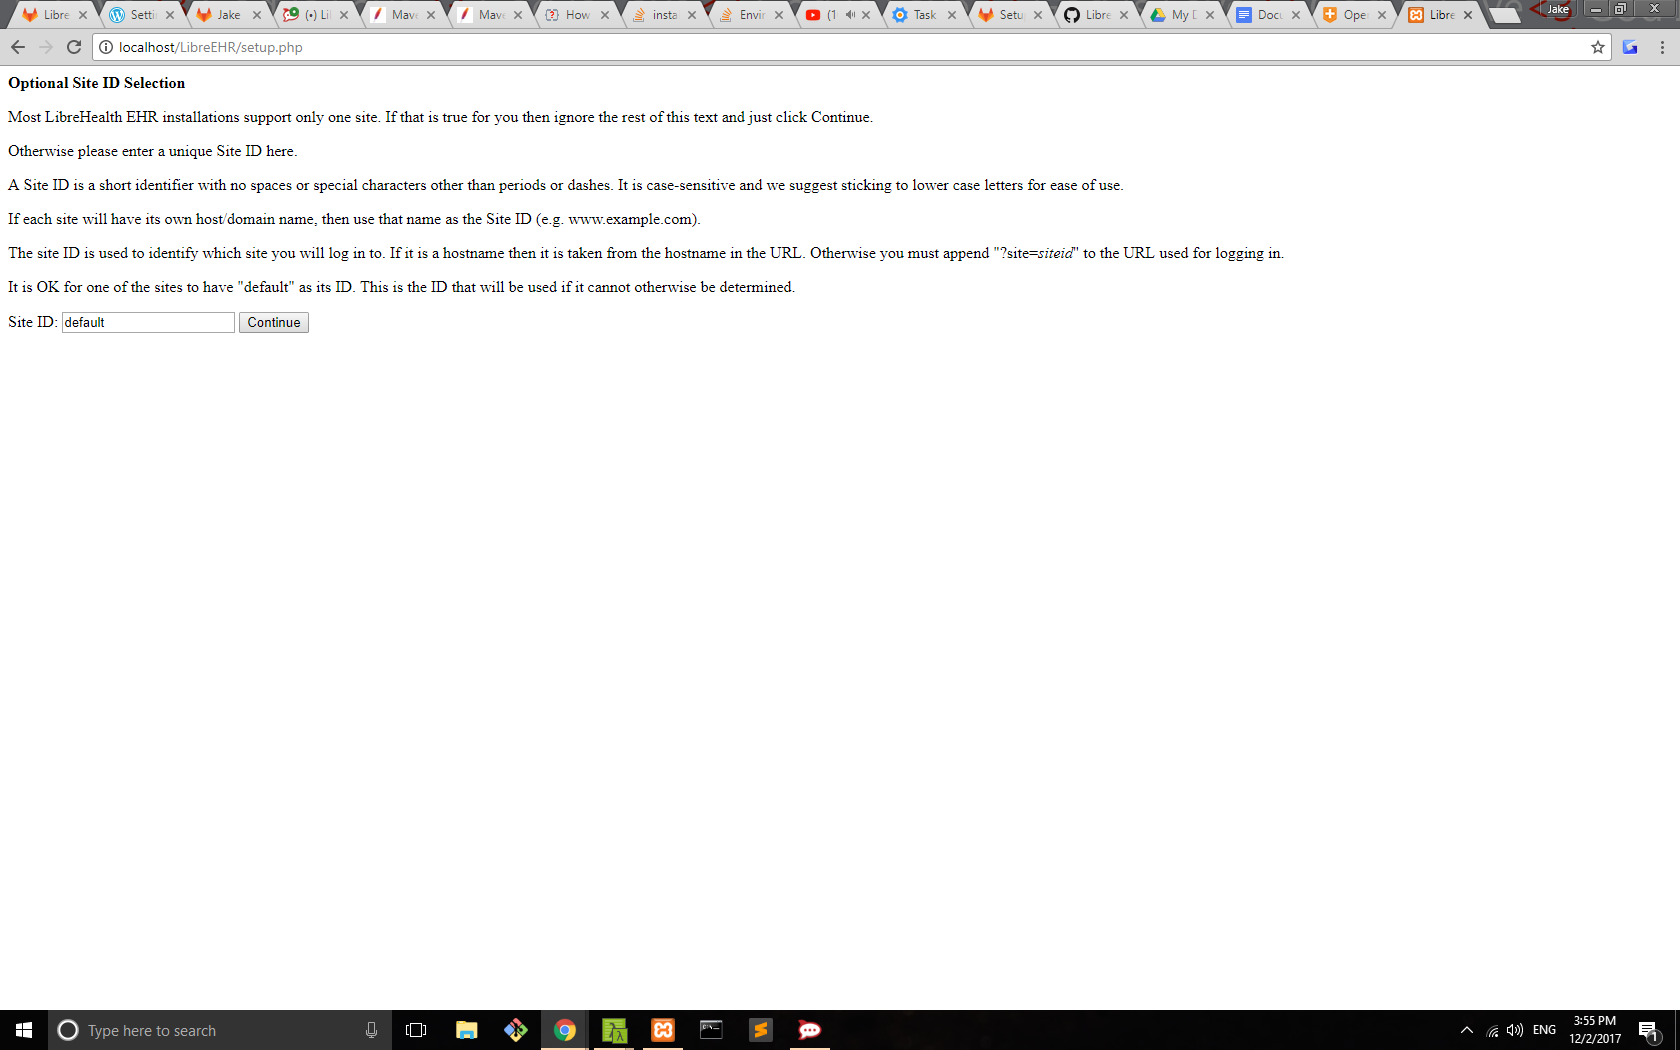 Libre
Setti
Jake
(•) Li
Mave
Mave
How
insta
Envir
(1
Task
Setu
Libre
My D
Docu
Oper
Libre
Jake
localhost/LibreEHR/setup.php
Optional Site ID Selection
Most LibreHealth EHR installations support only one site. If that is true for you then ignore the rest of this text and just click Continue.
Otherwise please enter a unique Site ID here.
A Site ID is a short identifier with no spaces or special characters other than periods or dashes. It is case-sensitive and we suggest sticking to lower case letters for ease of use.
If each site will have its own host/domain name, then use that name as the Site ID (e.g. www.example.com).
The site ID is used to identify which site you will log in to. If it is a hostname then it is taken from the hostname in the URL. Otherwise you must append "?site=siteid" to the URL used for logging in.
It is OK for one of the sites to have "default" as its ID. This is the ID that will be used if it cannot otherwise be determined.
Site ID: default Continue
Type here to search
ENG
3:55 PM
12/2/2017
1